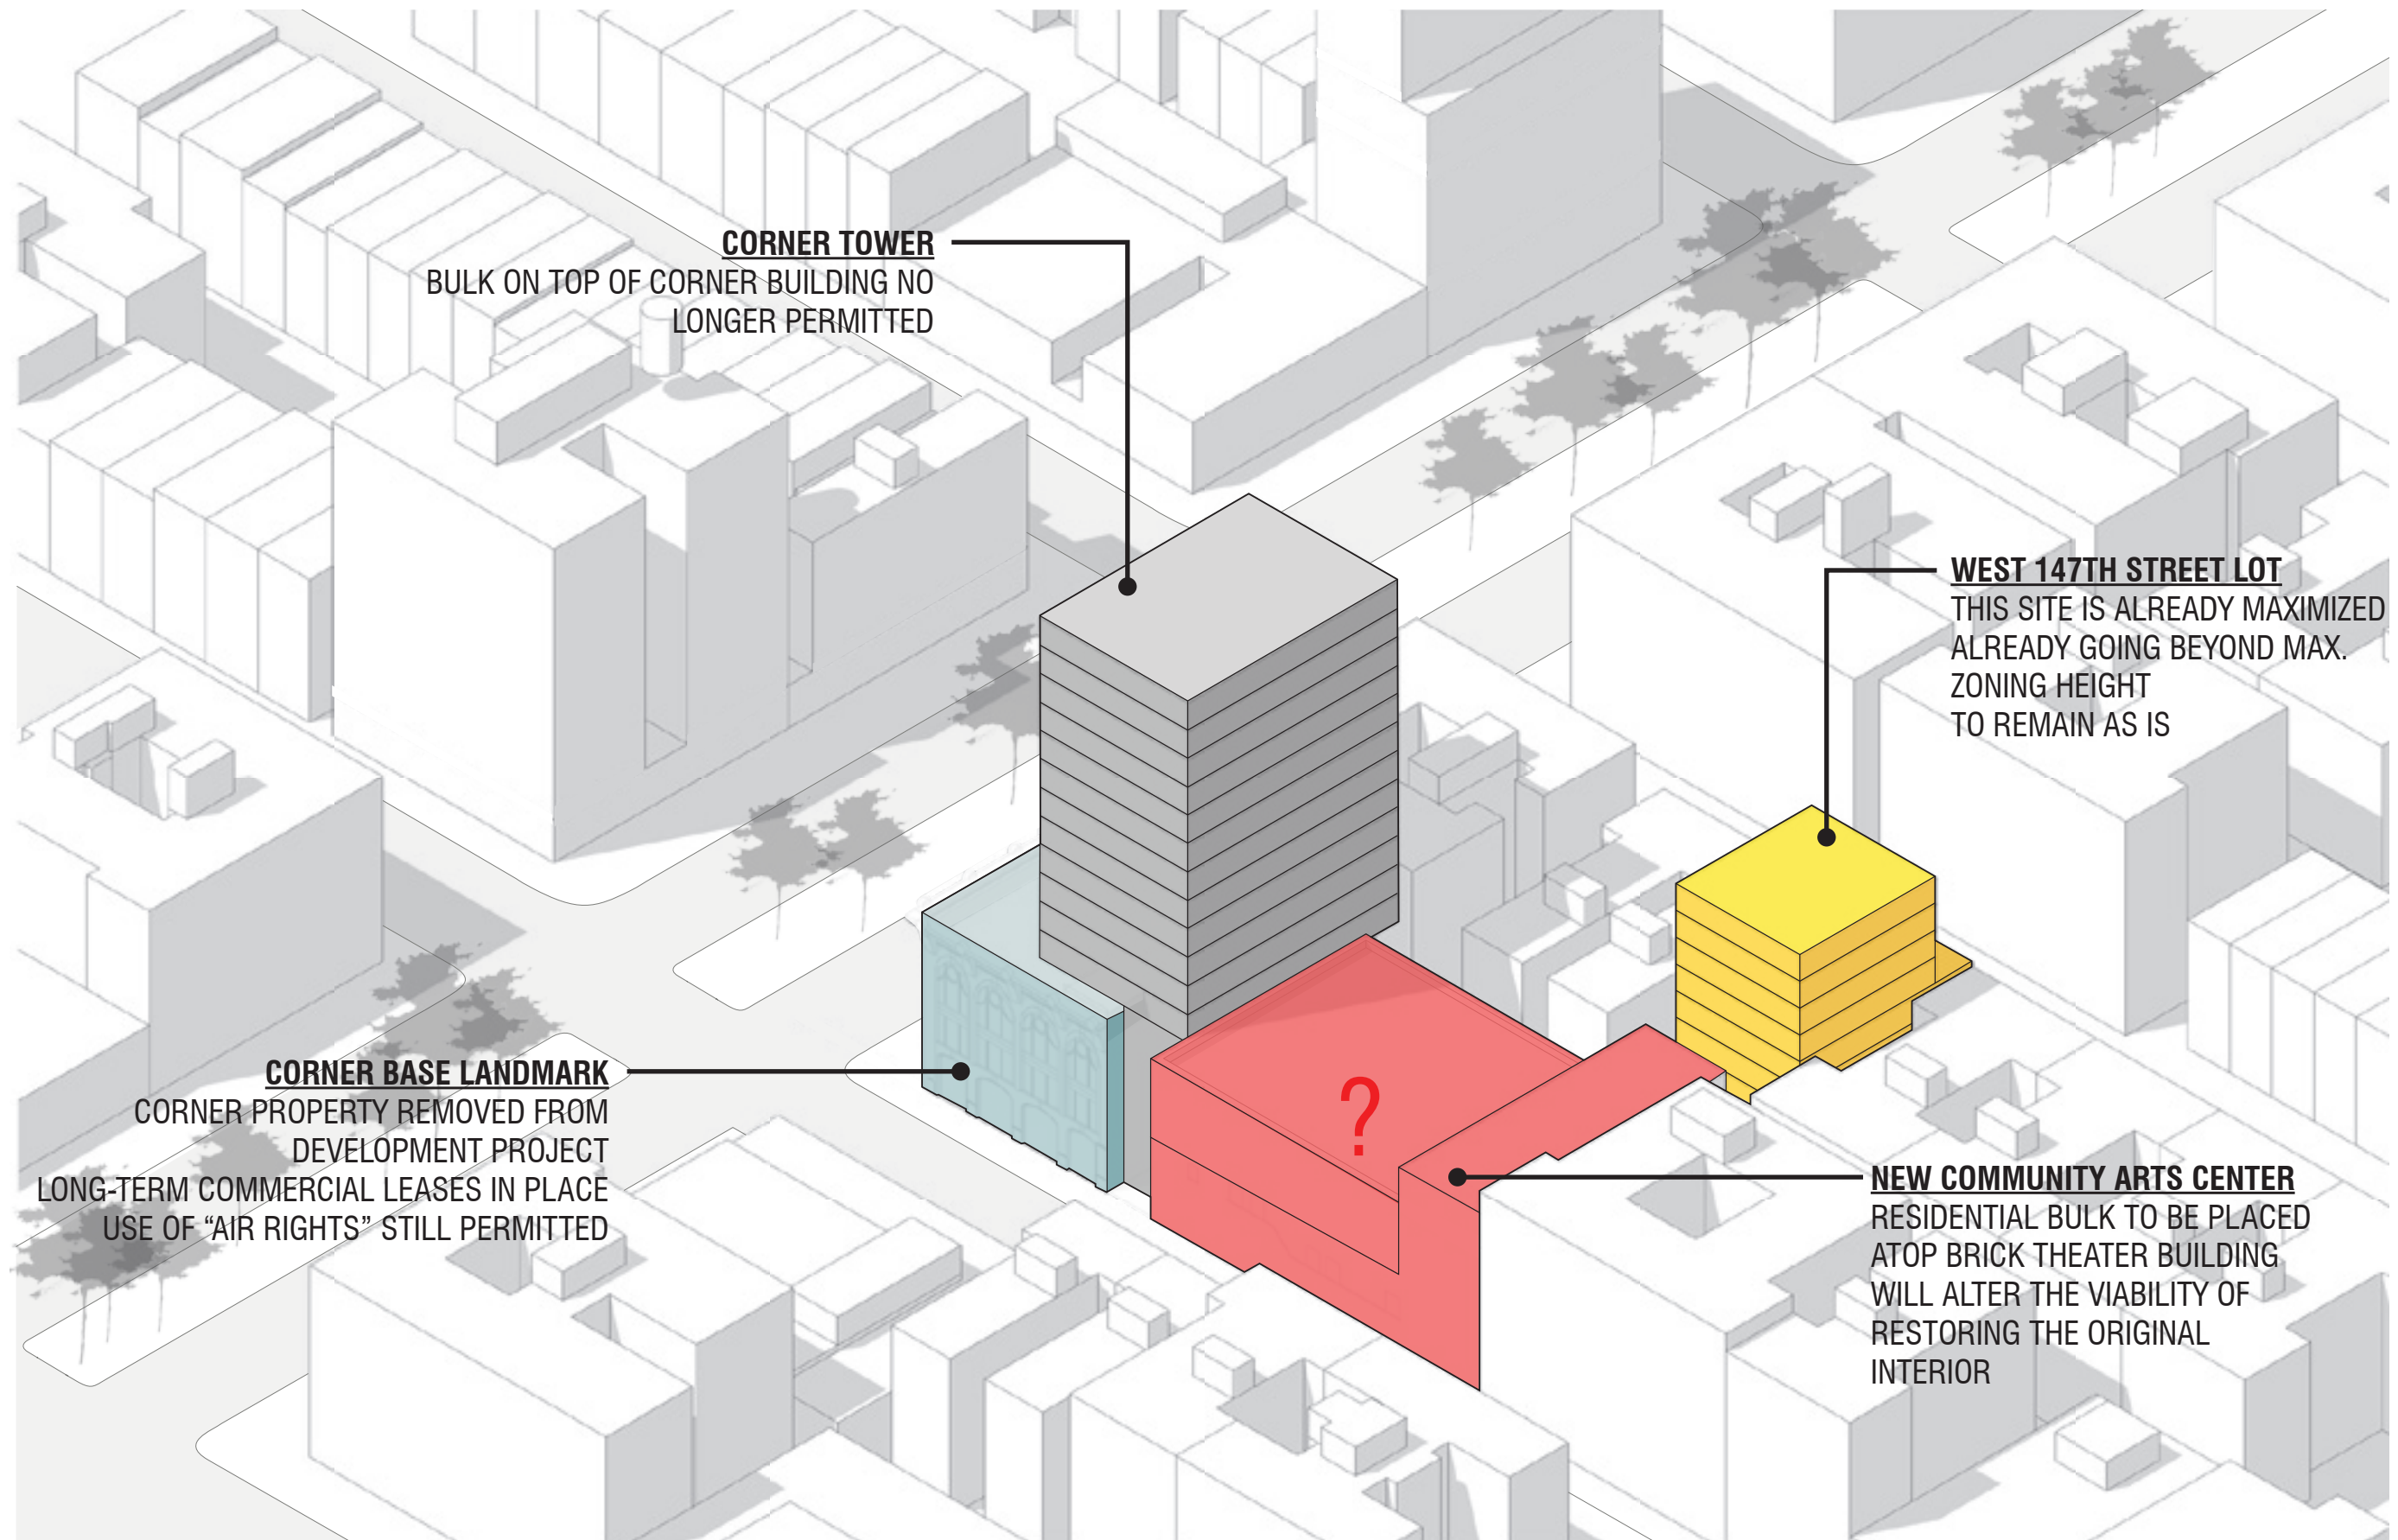 CORNER TOWER
BULK ON TOP OF CORNER BUILDING NO
LONGER PERMITTED
WEST 147TH STREET LOT
THIS SITE IS ALREADY MAXIMIZED
ALREADY GOING BEYOND MAX.
ZONING HEIGHT
TO REMAIN AS IS
CORNER BASE LANDMARK
CORNER PROPERTY REMOVED FROM
DEVELOPMENT PROJECT
LONG-TERM COMMERCIAL LEASES IN PLACE
USE OF “AIR RIGHTS” STILL PERMITTED
?
NEW COMMUNITY ARTS CENTER
RESIDENTIAL BULK TO BE PLACED
ATOP BRICK THEATER BUILDING
WILL ALTER THE VIABILITY OF
RESTORING THE ORIGINAL
INTERIOR